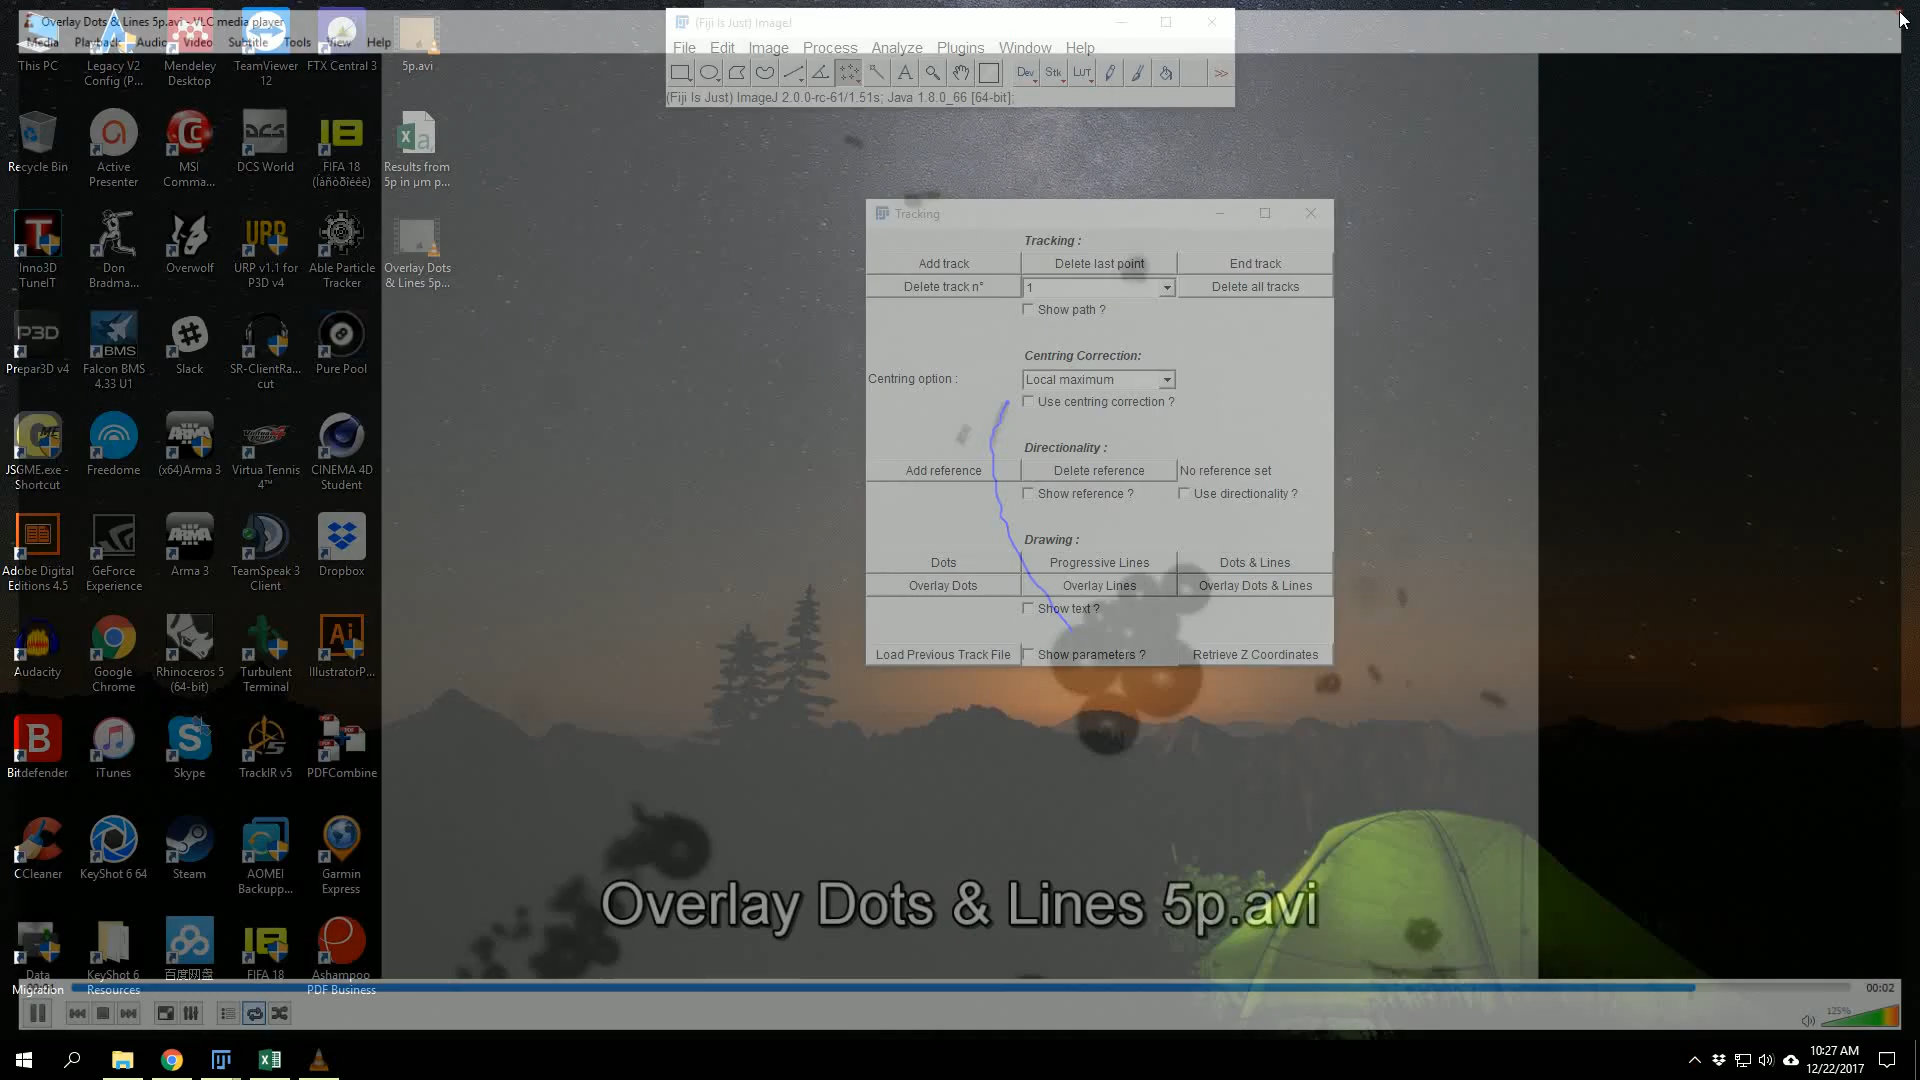 Overlay Dots & Lines 5p.avi - VLC media player
Media Playback Audio Video Subtitle Tools View Help
This PC
Legacy V2 Config (P...
Mendeley Desktop
TeamViewer 12
FTX Central 3
5p.avi
(Fiji Is Just) ImageJ
File Edit Image Process Analyze Plugins Window Help
Dev Stk LUT >>
(Fiji Is Just) ImageJ 2.0.0-rc-61/1.51s; Java 1.8.0_66 [64-bit];
Recycle Bin
Active Presenter
MSI Comma...
DCS World
FIFA 18
Results from 5p in µm p...
Inno3D TuneIT
Don Bradma...
Overwolf
URP v1.1 for P3D v4
Able Particle Tracker
Overlay Dots & Lines 5p...
Prepar3D v4
Falcon BMS 4.33 U1
Slack
SR-ClientRa... cut
Pure Pool
JSGME.exe - Shortcut
Freedome
(x64)Arma 3
Virtua Tennis 4™
CINEMA 4D Student
Adobe Digital Editions 4.5
GeForce Experience
Arma 3
TeamSpeak 3 Client
Dropbox
Audacity
Google Chrome
Rhinoceros 5 (64-bit)
Turbulent Terminal
IllustratorP...
Bitdefender
iTunes
Skype
TrackIR v5
PDFCombine
CCleaner
KeyShot 6 64
Steam
AOMEI Backupp...
Garmin Express
Data Migration
KeyShot 6 Resources
百度网盘
FIFA 18
Ashampoo PDF Business
Tracking
Tracking :
Add track Delete last point End track
Delete track n° 1 Delete all tracks
Show path ?
Centring Correction:
Centring option : Local maximum
Use centring correction ?
Directionality :
Add reference Delete reference No reference set
Show reference ? Use directionality ?
Drawing :
Dots Progressive Lines Dots & Lines
Overlay Dots Overlay Lines Overlay Dots & Lines
Show text ?
Load Previous Track File Show parameters ? Retrieve Z Coordinates
Overlay Dots & Lines 5p.avi
00:02
125%
10:27 AM
12/22/2017